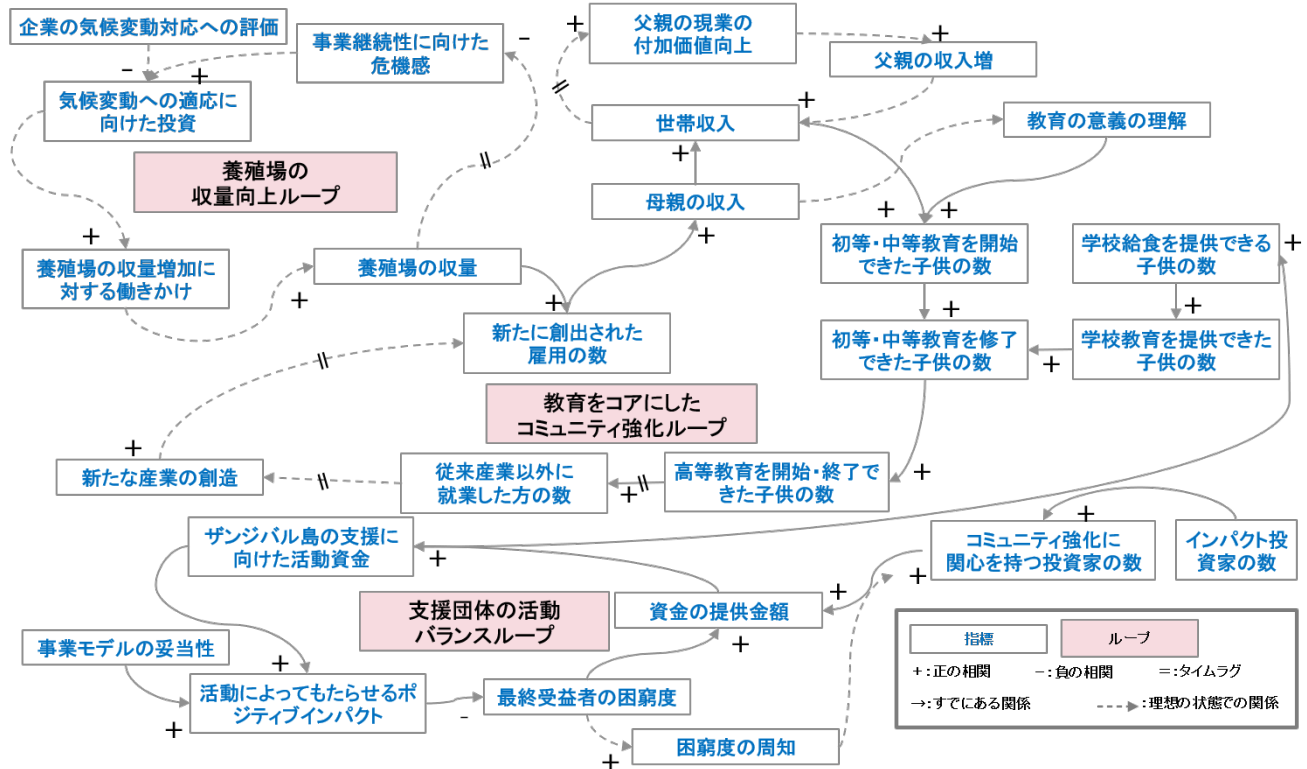 企業の気候変動対応への評価
事業継続性に向けた
危機感
－
－
＋
気候変動への適応に
向けた投資
＋
父親の現業の
付加価値向上
＋
父親の収入増
＋
世帯収入
教育の意義の理解
＋
母親の収入
養殖場の
収量向上ループ
＋
養殖場の収量増加に
対する働きかけ
＋
養殖場の収量
＋
＋
新たに創出された
雇用の数
＋
＋
初等・中等教育を開始
できた子供の数
＋
初等・中等教育を修了
できた子供の数
学校給食を提供できる
子供の数
＋
＋
学校教育を提供できた
子供の数
＋
教育をコアにした
コミュニティ強化ループ
＋
新たな産業の創造
従来産業以外に
就業した方の数
＋
高等教育を開始・終了で
きた子供の数
＋
ザンジバル島の支援に
向けた活動資金
＋
＋
コミュニティ強化に
関心を持つ投資家の数
インパクト投
資家の数
＋
支援団体の活動
バランスループ
資金の提供金額
＋
＋
事業モデルの妥当性
＋
＋
活動によってもたらせるポ
ジティブインパクト
-
最終受益者の困窮度
＋
困窮度の周知
指標
ループ
＋:正の相関
－:負の相関
＝:タイムラグ
→:すでにある関係
:理想の状態での関係